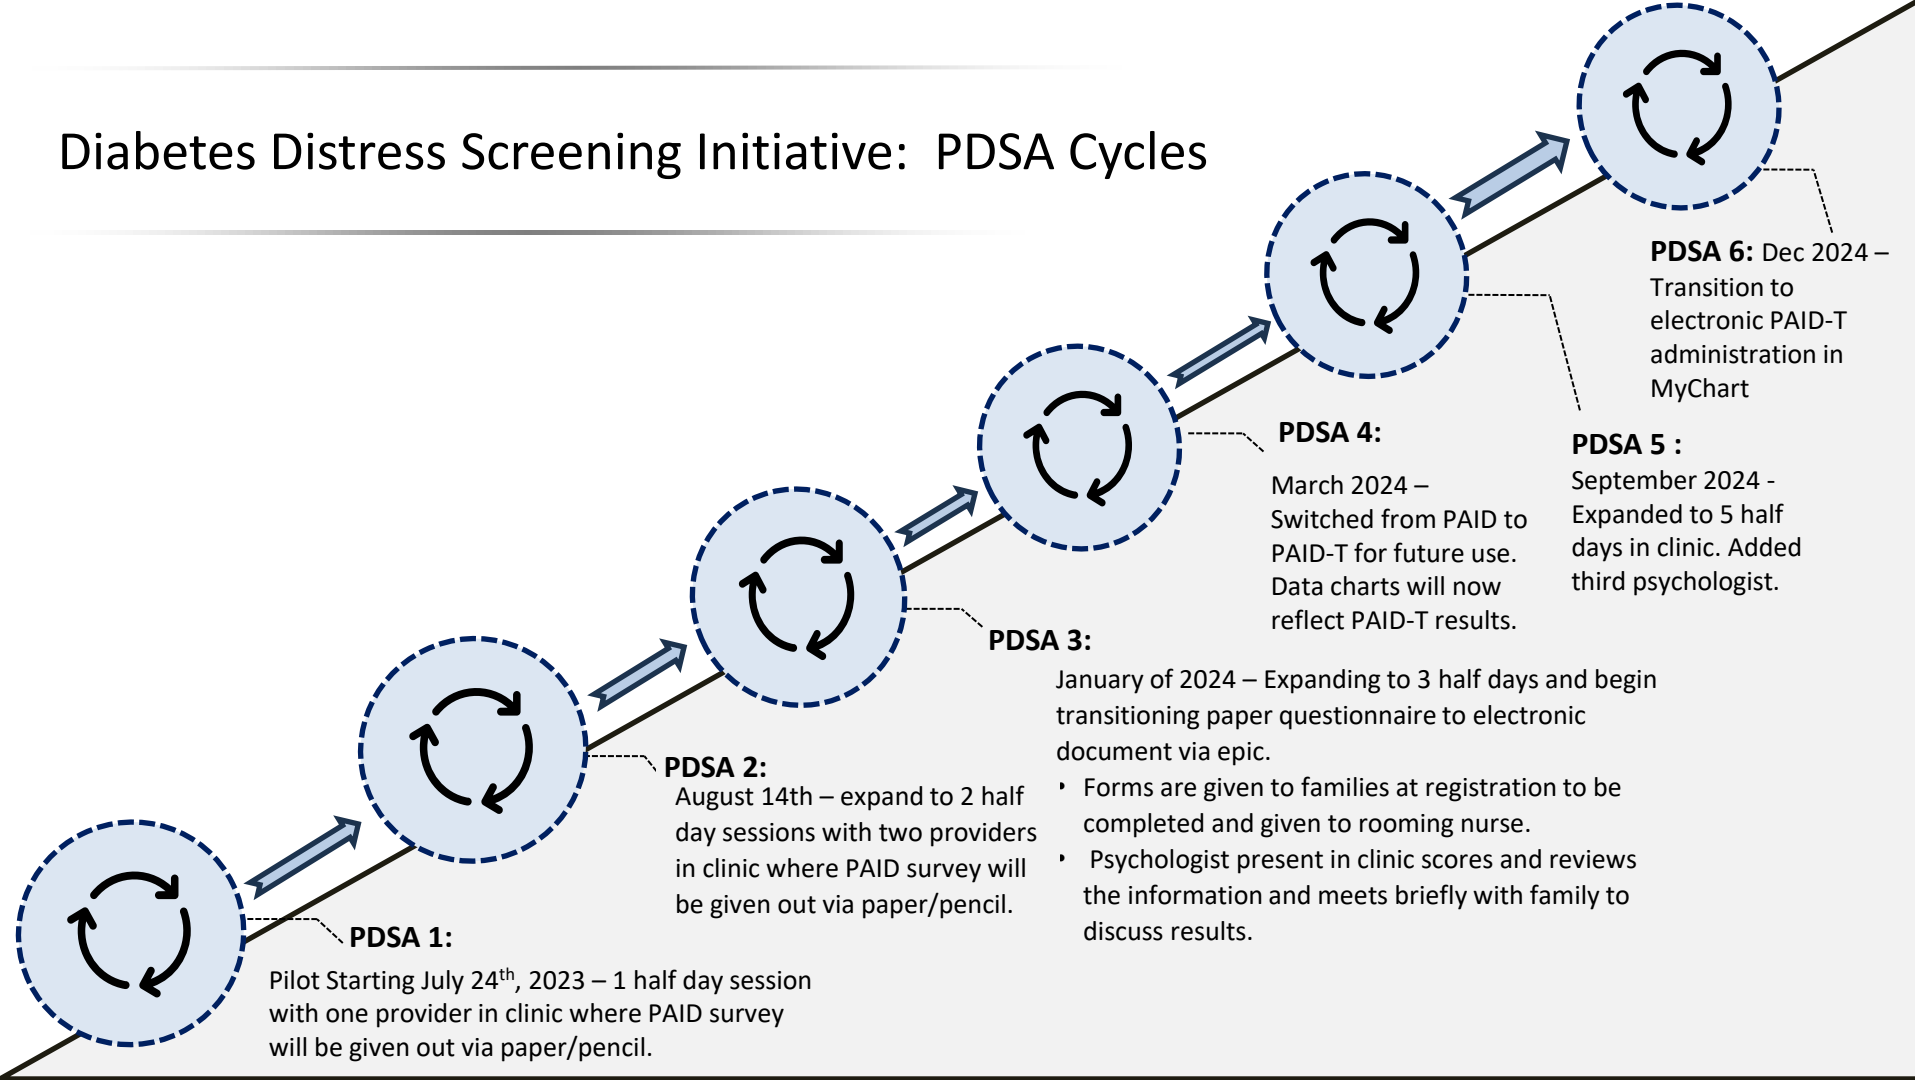 Diabetes Distress Screening Initiative:  PDSA Cycles
PDSA 1:
Pilot Starting July 24th, 2023 – 1 half day session
with one provider in clinic where PAID survey
will be given out via paper/pencil.
PDSA 2:
August 14th – expand to 2 half
day sessions with two providers
in clinic where PAID survey will
be given out via paper/pencil.
PDSA 3:
January of 2024 – Expanding to 3 half days and begin
transitioning paper questionnaire to electronic
document via epic.
• Forms are given to families at registration to be
completed and given to rooming nurse.
• Psychologist present in clinic scores and reviews
the information and meets briefly with family to
discuss results.
PDSA 4:
March 2024 –
Switched from PAID to
PAID-T for future use.
Data charts will now
reflect PAID-T results.
PDSA 5 :
September 2024 -
Expanded to 5 half
days in clinic. Added
third psychologist.
PDSA 6: Dec 2024 –
Transition to
electronic PAID-T
administration in
MyChart